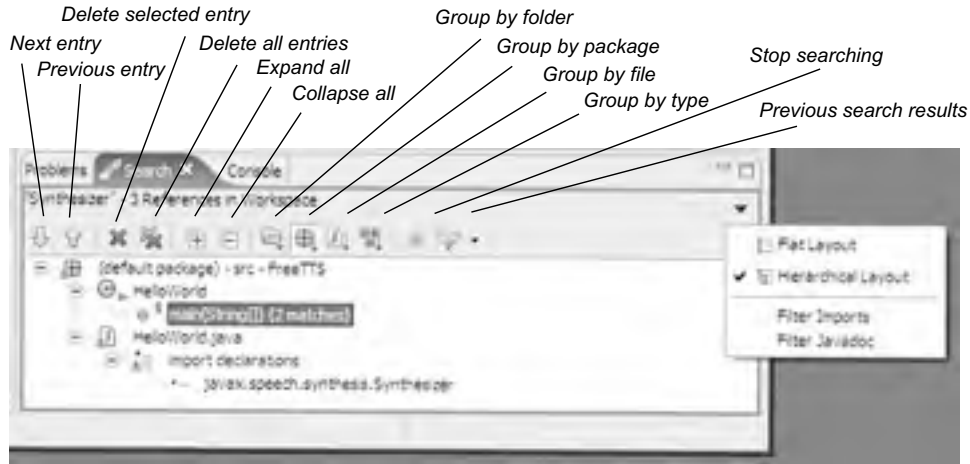 Delete selected entry
Group by folder
Next entry
Delete all entries
Group by package
Stop searching
Previous entry
Expand all
Group by file
Collapse all
Group by type
Previous search results
Problems Search Console
'Synthesizer' - 3 References in Workspace
(default package) - src - FreeTTS
HelloWorld
main(String[]) (2 matches)
HelloWorld.java
import declarations
javax.speech.synthesis.Synthesizer
Flat Layout
Hierarchical Layout
Filter Imports
Filter Javadoc